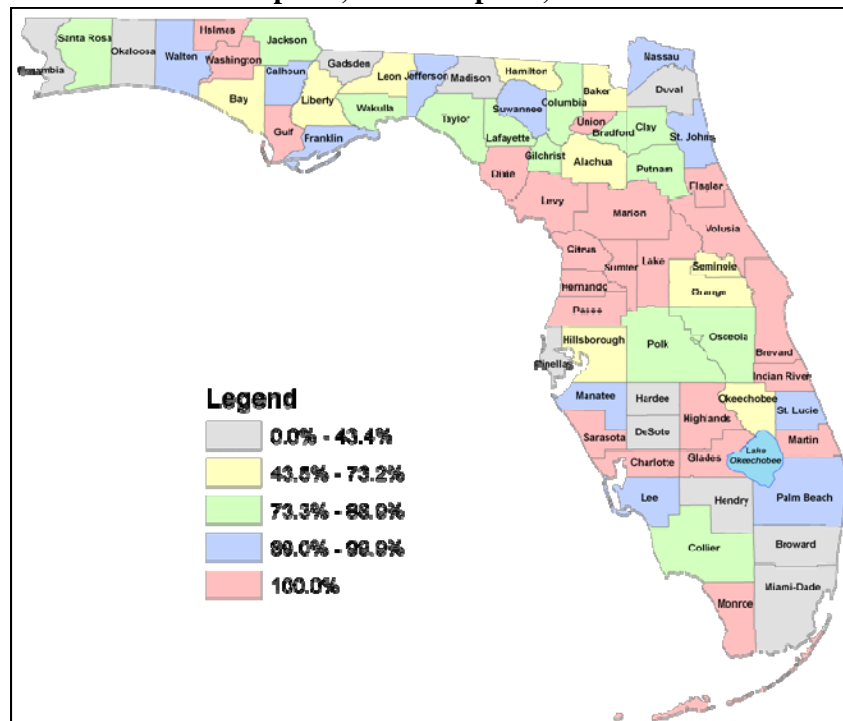 Holmes
Jackson
Santa Rosa
Okaloosa
Walton
Washington
Gadsden
Nassau
Calhoun
Leon
Jefferson
Madison
Hamilton
Bay
Liberty
Wakulla
Suwannee
Columbia
Baker
Duval
Taylor
Union
Bradford
Clay
St. Johns
Gulf
Franklin
Lafayette
Gilchrist
Alachua
Putnam
Dixie
Flagler
Levy
Marion
Volusia
Citrus
Sumter
Lake
Seminole
Hernando
Orange
Pasco
Hillsborough
Polk
Osceola
Brevard
Pinellas
Indian River
Manatee
Hardee
Highlands
Okeechobee
St. Lucie
Sarasota
DeSoto
Martin
Lake
Okeechobee
Charlotte
Glades
Lee
Hendry
Palm Beach
Collier
Broward
Miami-Dade
Monroe
Legend
0.0% - 43.4%
73.3% - 88.9%
100.0%